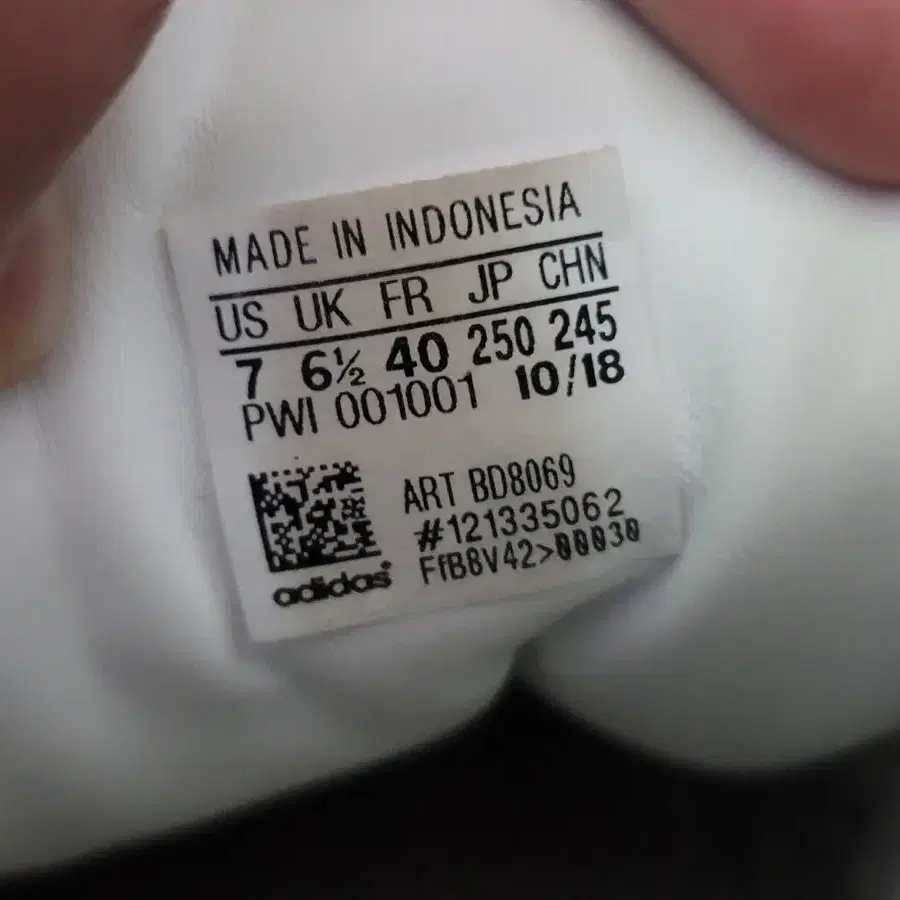 MADE IN INDONESIA
US UK FR JP CHN
7 6½ 40 250 245
PWI 001001 10/18
ART BD8069
#121335062
FfB8V42>00030
adidas